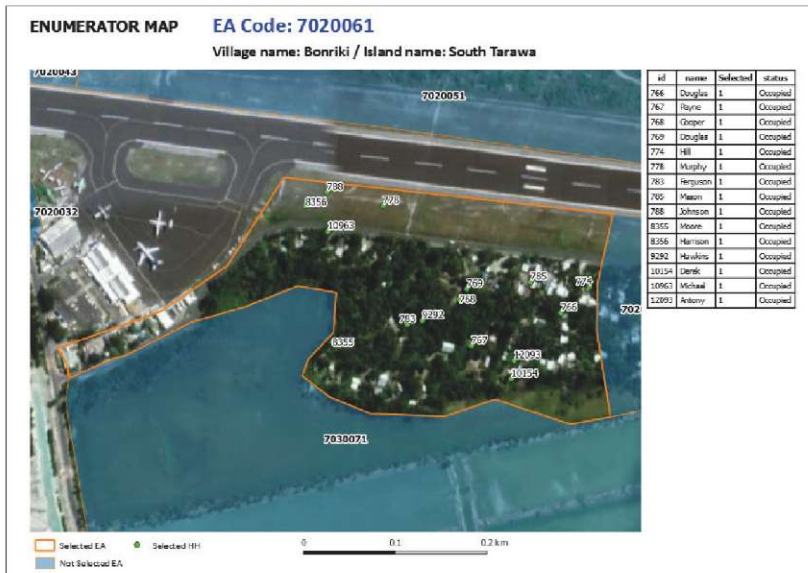 ENUMERATOR MAP EA Code: 7020061
Village name: Bonriki / Island name: South Tarawa
7020043
7020051
7020032
788
8356
778
10963
769
785
774
768
766
783
9292
8355
767
12093
10154
7030071
id name Selected status
766 Douglas 1 Occupied
767 Payne 1 Occupied
768 Cooper 1 Occupied
769 Douglas 1 Occupied
774 Hill 1 Occupied
778 Murphy 1 Occupied
783 Ferguson 1 Occupied
785 Mason 1 Occupied
788 Johnson 1 Occupied
8355 Moore 1 Occupied
8356 Harrison 1 Occupied
9292 Hawkins 1 Occupied
10154 Derek 1 Occupied
10963 Michael 1 Occupied
12093 Antony 1 Occupied
Selected EA
Selected HH
0 0.1 0.2 km
Not Selected EA